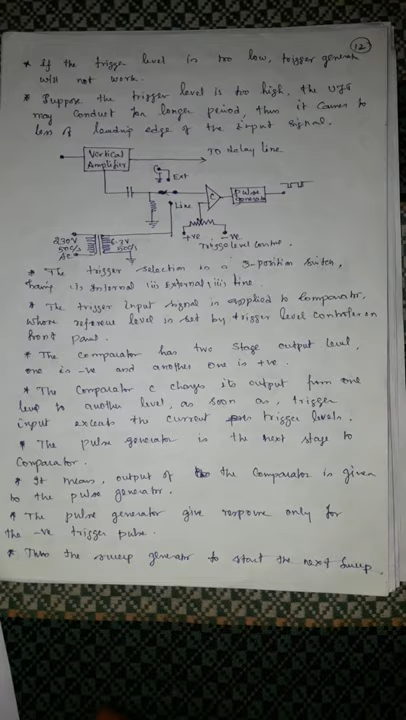 12
* If the trigger level is too low, trigger generator
will not work.
* Suppose the trigger level is too high, the UJT
may conduct for longer period, thus it comes to
less of leading edge of the input signal.
Vertical
Amplifier
TO delay line
Ext
Line
C
Pulse
generator
230V
50C/s
AC
6.3V
50C/s
+ve
-ve
Trigger level control.
* The trigger selection is a 3-position switch,
having i) Internal ii) External, iii) Line.
* The trigger Input signal is applied to Comparator,
whose reference level is set by trigger level controller on
front panel.
* The comparator has two stage output level,
one is -ve and another one is +ve.
* The Comparator C changes its output from one
level to another level, as soon as, trigger
input exceeds the current trigger levels.
* The pulse generator is the next stage to
Comparator.
* It means, output of the Comparator is given
to the pulse generator.
* The pulse generator give response only for
the -ve trigger pulse.
* Thus the sweep generator to start the next sweep.